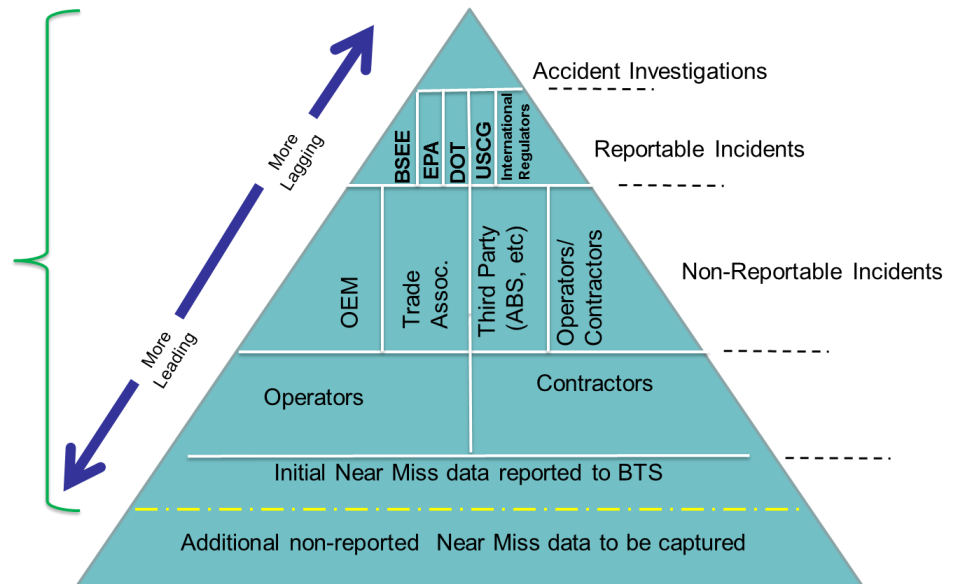 Accident Investigations
BSEE
EPA
DOT
USCG
International
Regulators
Reportable Incidents
More
Lagging
OEM
Trade
Assoc.
Third Party
(ABS, etc)
Operators/
Contractors
Non-Reportable Incidents
More
Leading
Operators
Contractors
Initial Near Miss data reported to BTS
Additional non-reported Near Miss data to be captured